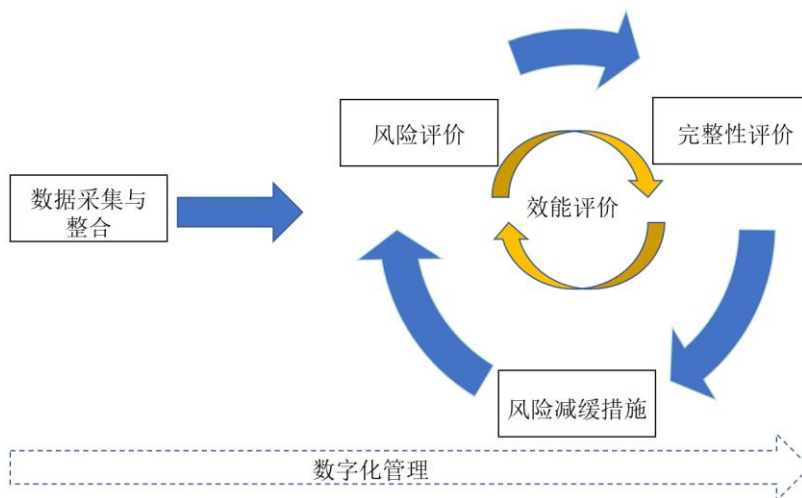 风险评价
完整性评价
数据采集与
整合
效能评价
风险减缓措施
数字化管理